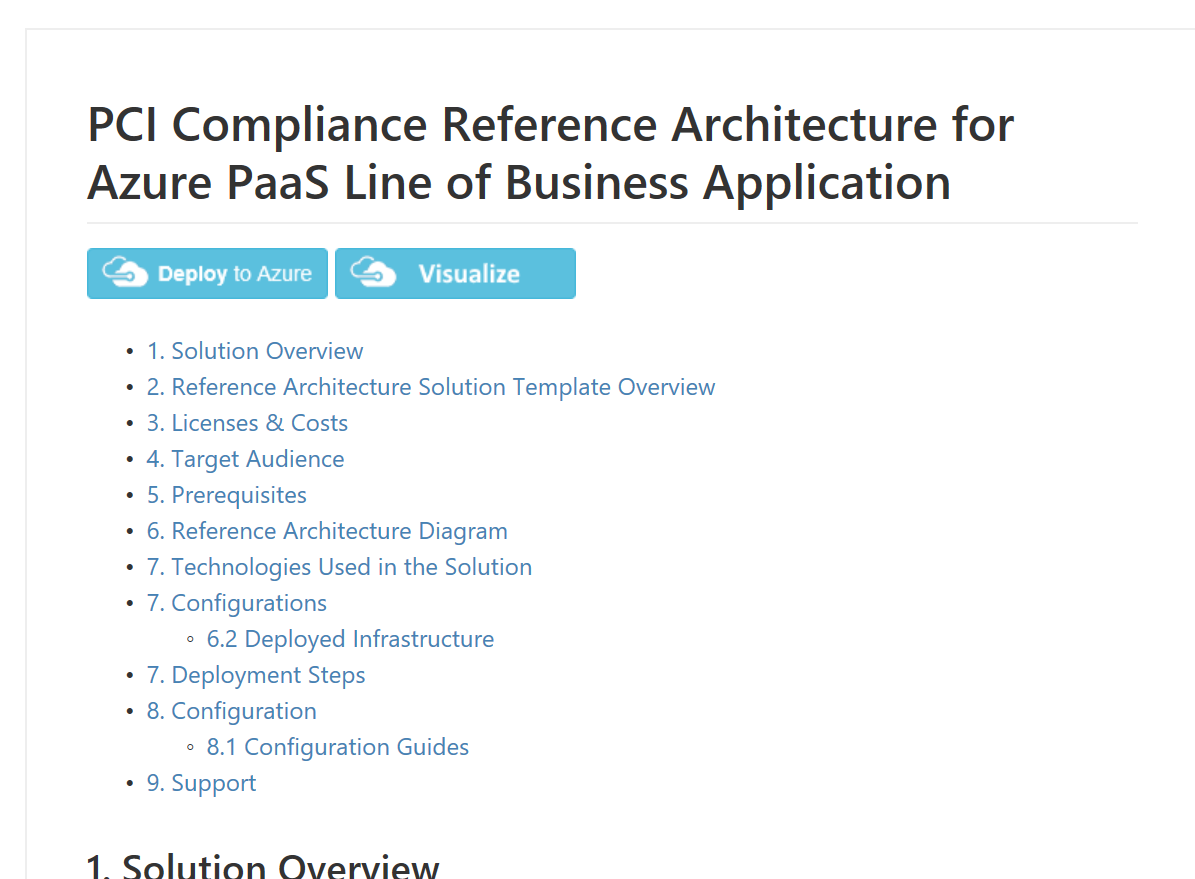 PCI Compliance Reference Architecture for
Azure PaaS Line of Business Application
Deploy to Azure
Visualize
• 1. Solution Overview
• 2. Reference Architecture Solution Template Overview
• 3. Licenses & Costs
• 4. Target Audience
• 5. Prerequisites
• 6. Reference Architecture Diagram
• 7. Technologies Used in the Solution
• 7. Configurations
◦ 6.2 Deployed Infrastructure
• 7. Deployment Steps
• 8. Configuration
◦ 8.1 Configuration Guides
• 9. Support
1. Solution Overview